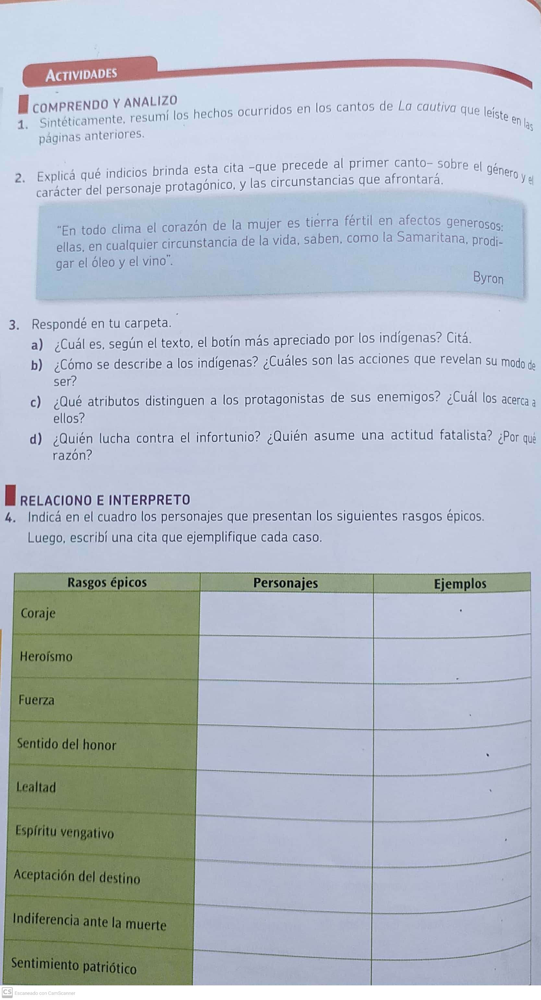 ACTIVIDADES
COMPRENDO Y ANALIZO
1. Sintéticamente, resumí los hechos ocurridos en los cantos de La cautiva que leíste en las
páginas anteriores.
2. Explicá qué indicios brinda esta cita –que precede al primer canto– sobre el género y el
carácter del personaje protagónico, y las circunstancias que afrontará.
“En todo clima el corazón de la mujer es tierra fértil en afectos generosos:
ellas, en cualquier circunstancia de la vida, saben, como la Samaritana, prodi-
gar el óleo y el vino”.
Byron
3. Respondé en tu carpeta.
a) ¿Cuál es, según el texto, el botín más apreciado por los indígenas? Citá.
b) ¿Cómo se describe a los indígenas? ¿Cuáles son las acciones que revelan su modo de
ser?
c) ¿Qué atributos distinguen a los protagonistas de sus enemigos? ¿Cuál los acerca a
ellos?
d) ¿Quién lucha contra el infortunio? ¿Quién asume una actitud fatalista? ¿Por qué
razón?
RELACIONO E INTERPRETO
4. Indicá en el cuadro los personajes que presentan los siguientes rasgos épicos.
Luego, escribí una cita que ejemplifique cada caso.
Rasgos épicos Personajes Ejemplos
Coraje
Heroísmo
Fuerza
Sentido del honor
Lealtad
Espíritu vengativo
Aceptación del destino
Indiferencia ante la muerte
Sentimiento patriótico
CS Escaneado con CamScanner